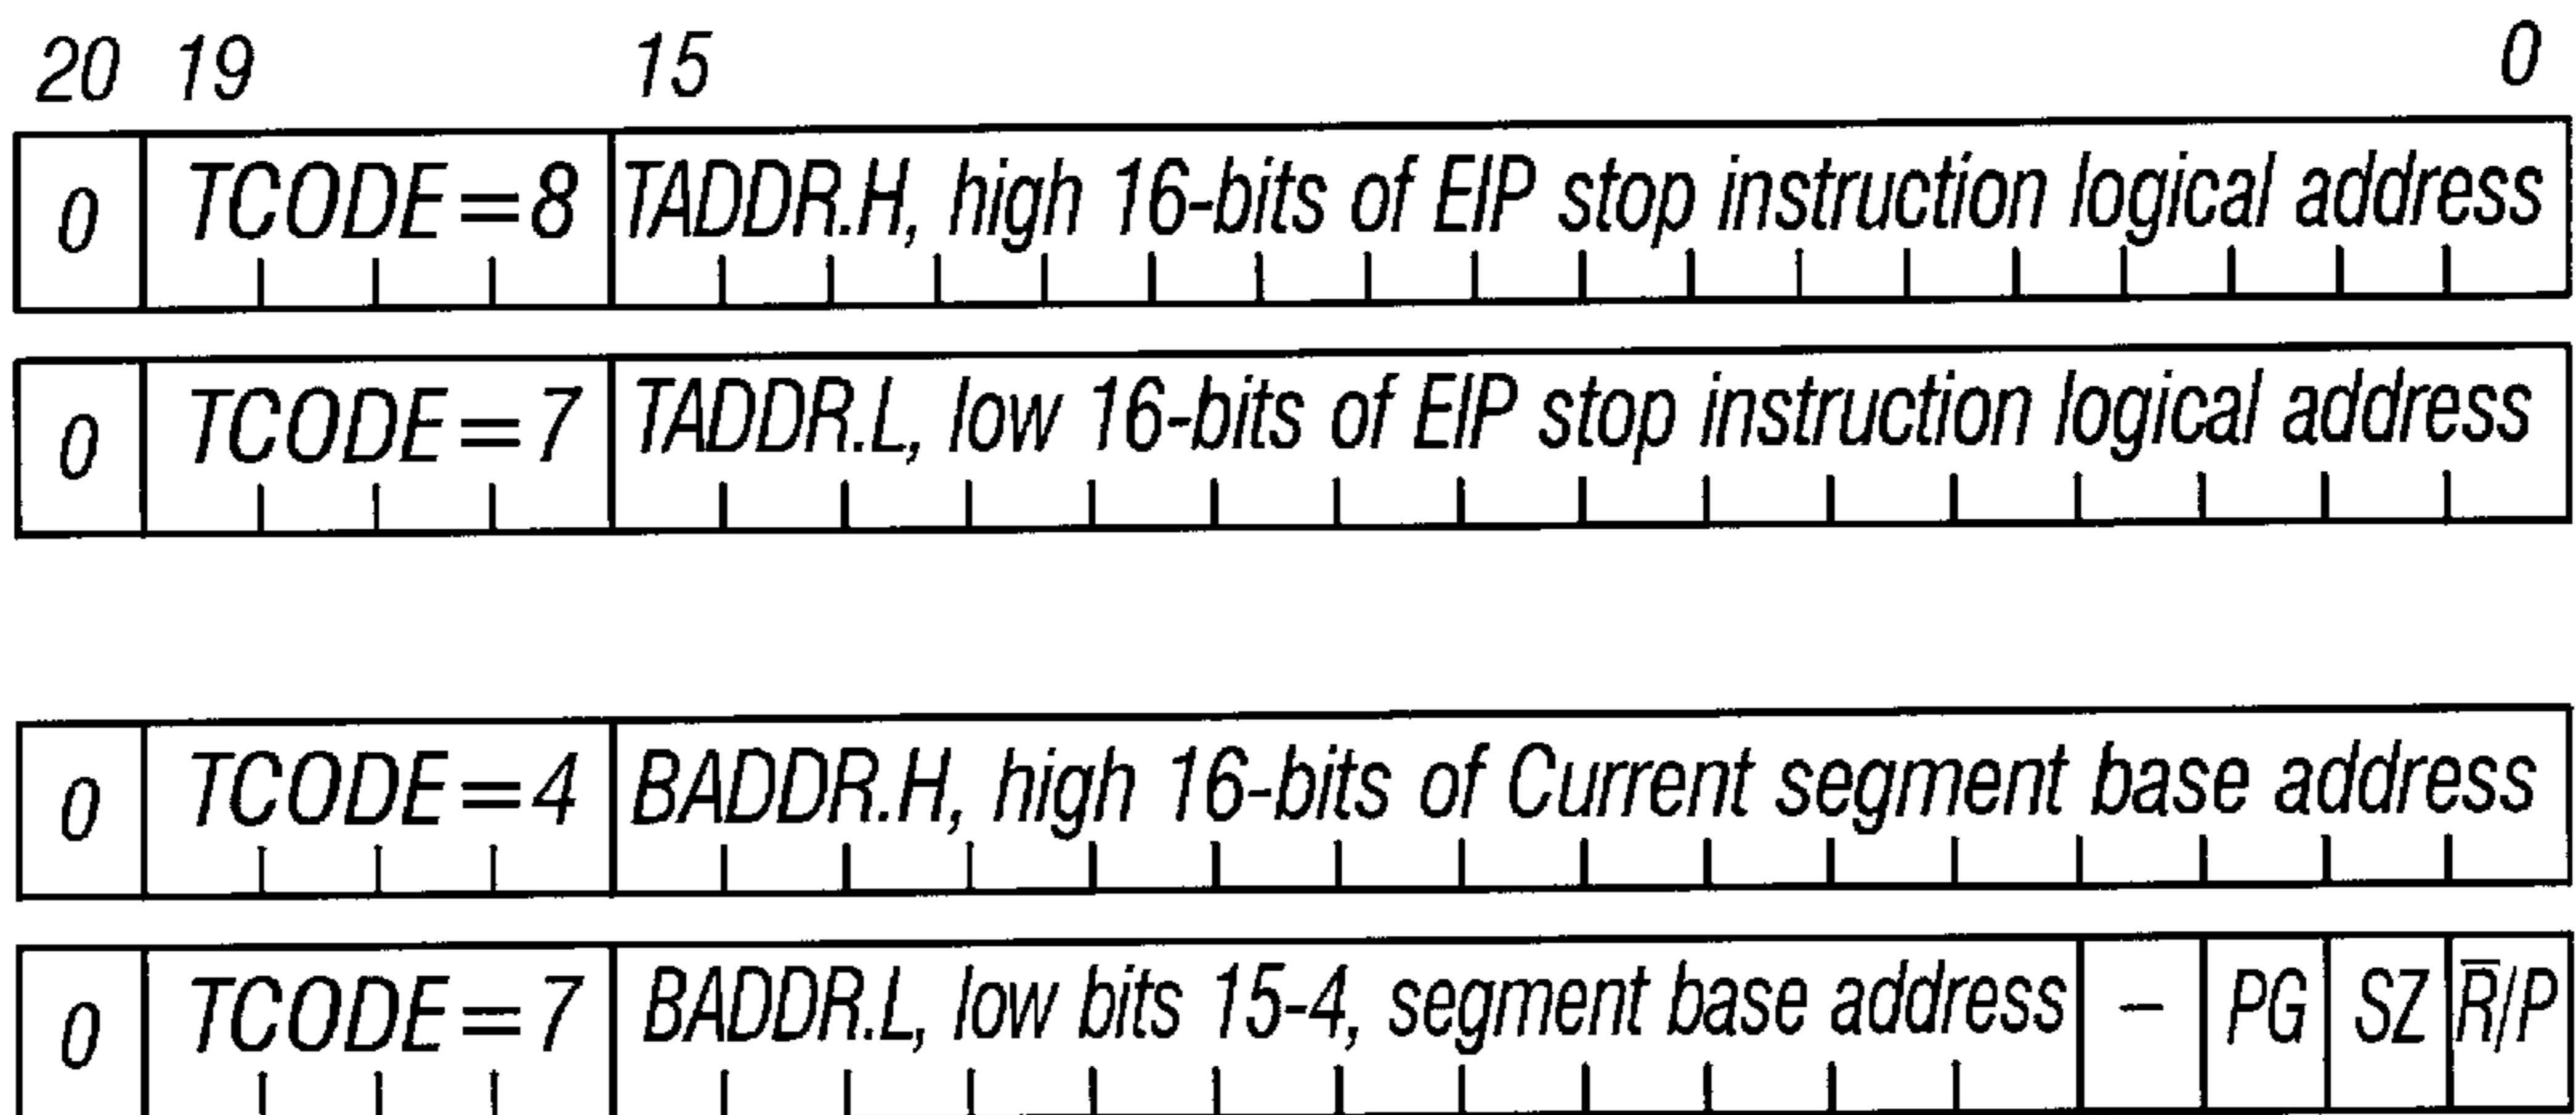 20 19 15 0
0 TCODE=8 TADDR.H, high 16-bits of EIP stop instruction logical address
0 TCODE=7 TADDR.L, low 16-bits of EIP stop instruction logical address
0 TCODE=4 BADDR.H, high 16-bits of Current segment base address
0 TCODE=7 BADDR.L, low bits 15-4, segment base address – PG SZ R̅/P